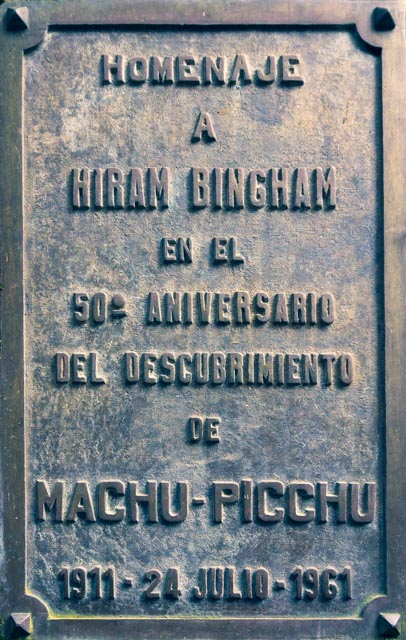 HOMENAJE
A
HIRAM BINGHAM
EN EL
50º ANIVERSARIO
DEL DESCUBRIMIENTO
DE
MACHU-PICCHU
1911 - 24 JULIO - 1961